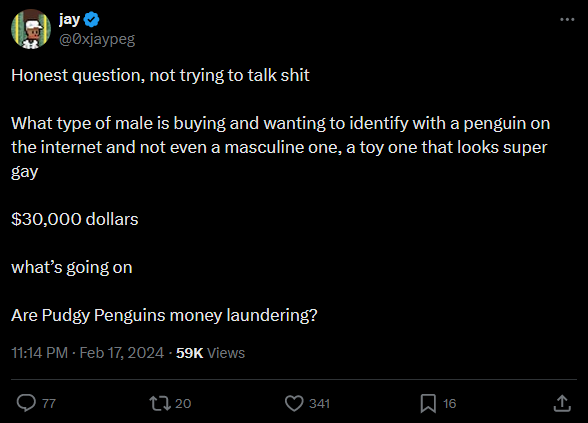 jay
@0xjaypeg
Honest question, not trying to talk shit
What type of male is buying and wanting to identify with a penguin on
the internet and not even a masculine one, a toy one that looks super
gay
$30,000 dollars
what’s going on
Are Pudgy Penguins money laundering?
11:14 PM · Feb 17, 2024 · 59K Views
77 20 341 16